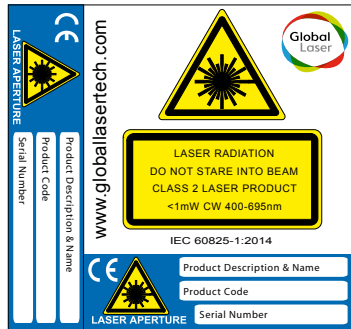 CE
LASER APERTURE
Product Description & Name
Product Code
Serial Number
www.globallasertech.com
Global
Laser
LASER RADIATION
DO NOT STARE INTO BEAM
CLASS 2 LASER PRODUCT
<1mW CW 400-695nm
IEC 60825-1:2014
CE
LASER APERTURE
Product Description & Name
Product Code
Serial Number